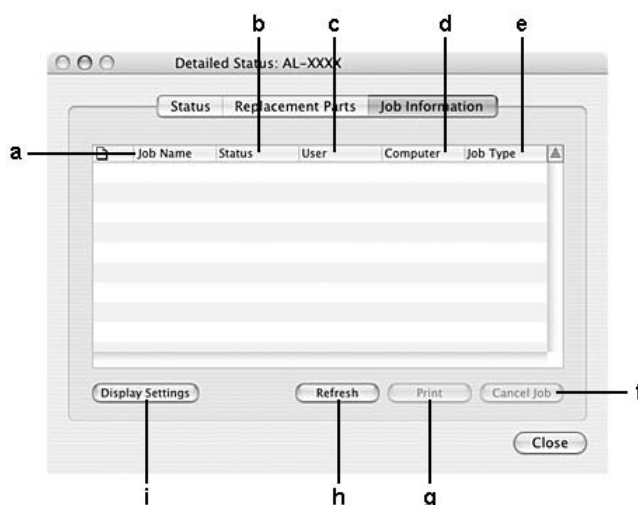 b c d e
Detailed Status: AL-XXXX
Status Replacement Parts Job Information
a Job Name Status User Computer Job Type
Display Settings Refresh Print Cancel Job f
Close
i h g